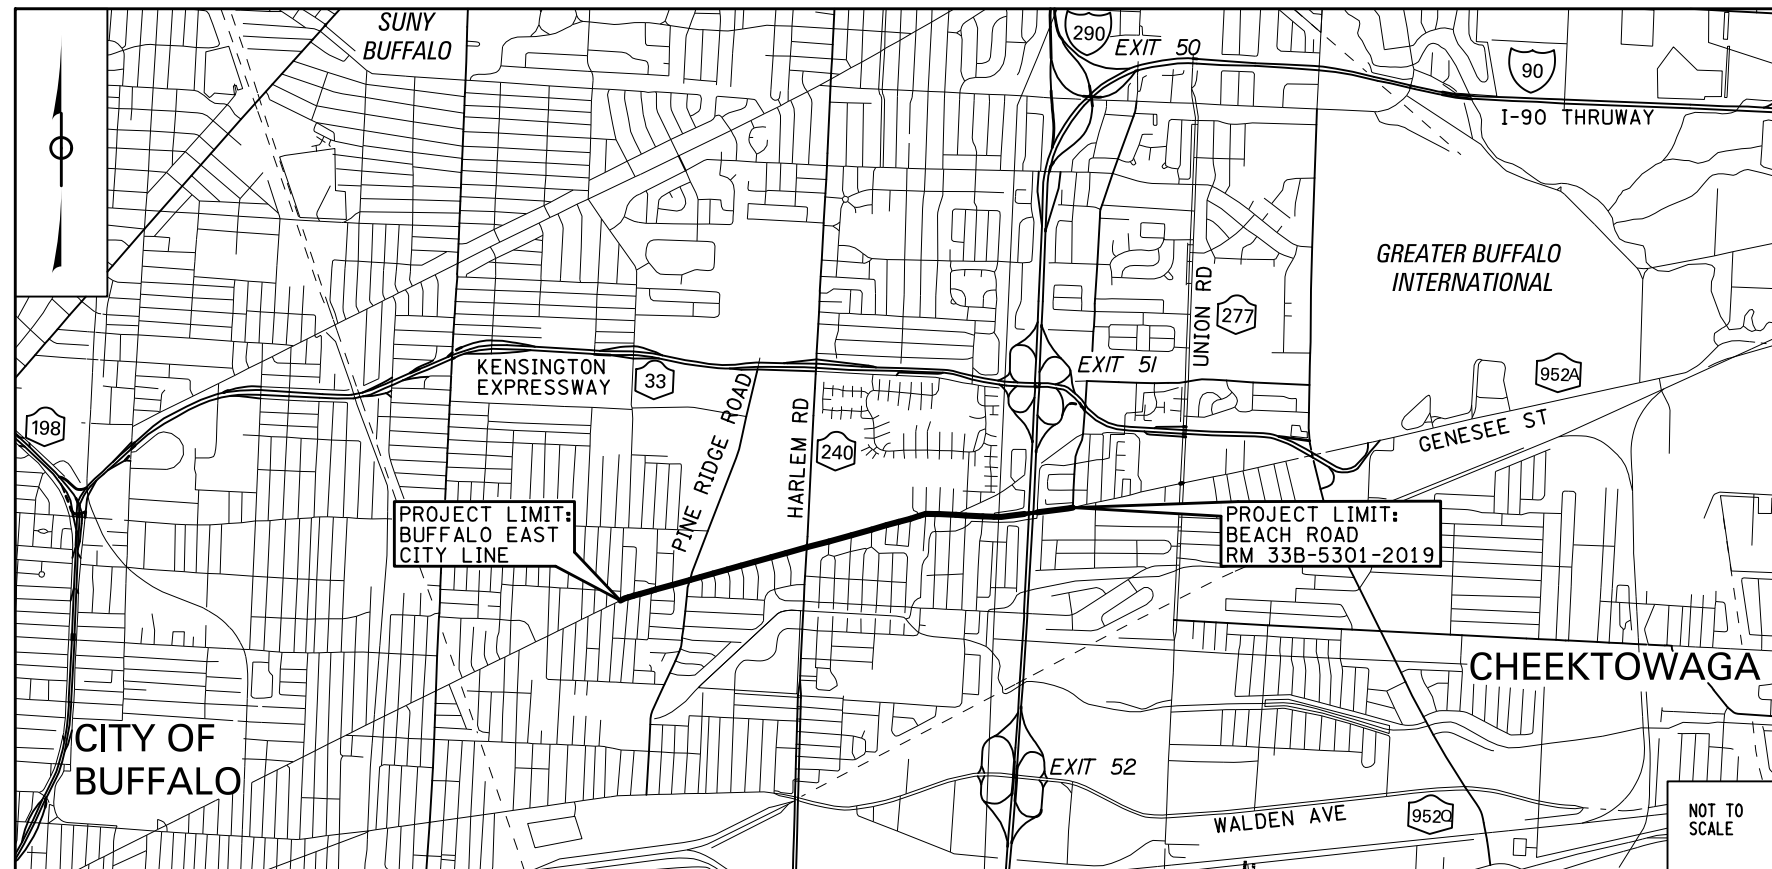 SUNY
BUFFALO
290
EXIT 50
90
I-90 THRUWAY
GREATER BUFFALO
INTERNATIONAL
UNION RD
277
EXIT 51
KENSINGTON
EXPRESSWAY
33
952A
198
PINE RIDGE ROAD
HARLEM RD
240
GENESEE ST
PROJECT LIMIT:
BUFFALO EAST
CITY LINE
PROJECT LIMIT:
BEACH ROAD
RM 33B-5301-2019
CHEEKTOWAGA
CITY OF
BUFFALO
EXIT 52
WALDEN AVE
952Q
NOT TO
SCALE